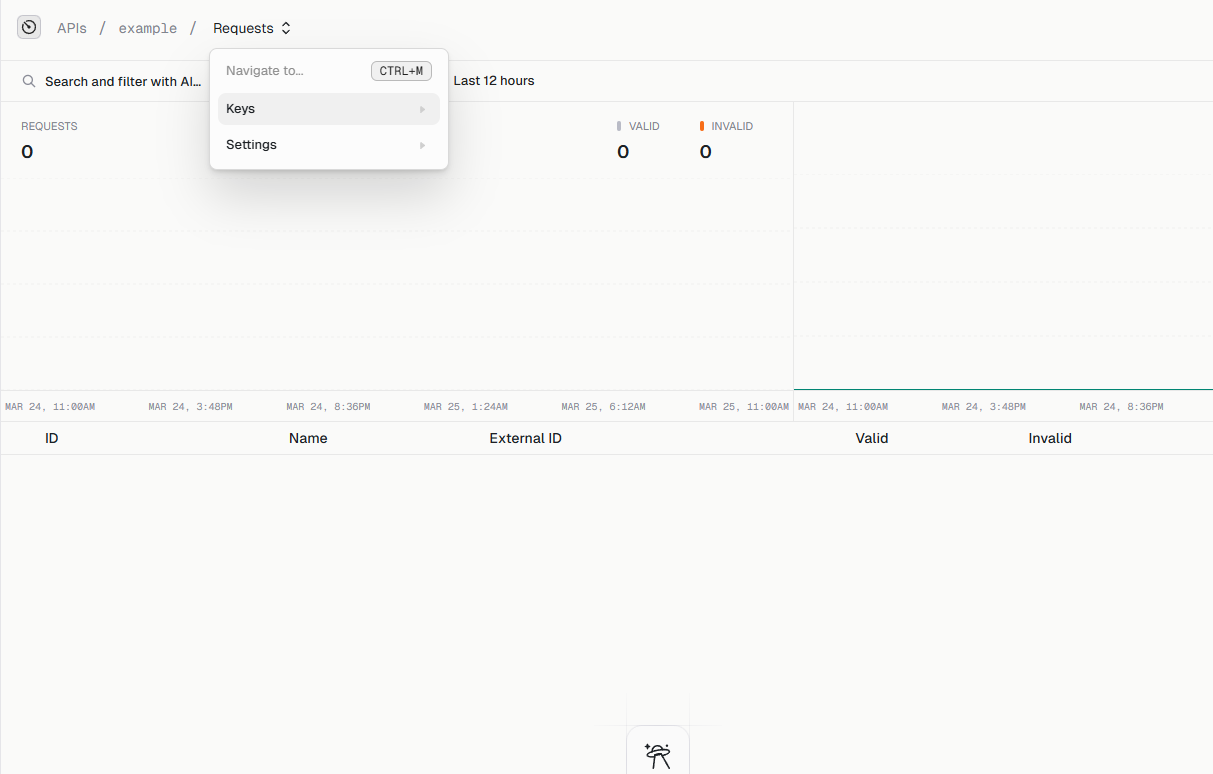 APIs / example / Requests
Navigate to... CTRL+M
Keys
Settings
Search and filter with AI... Last 12 hours
REQUESTS
0
VALID
0
INVALID
0
MAR 24, 11:00AM MAR 24, 3:48PM MAR 24, 8:36PM MAR 25, 1:24AM MAR 25, 6:12AM MAR 25, 11:00AM
MAR 24, 11:00AM MAR 24, 3:48PM MAR 24, 8:36PM
ID Name External ID Valid Invalid